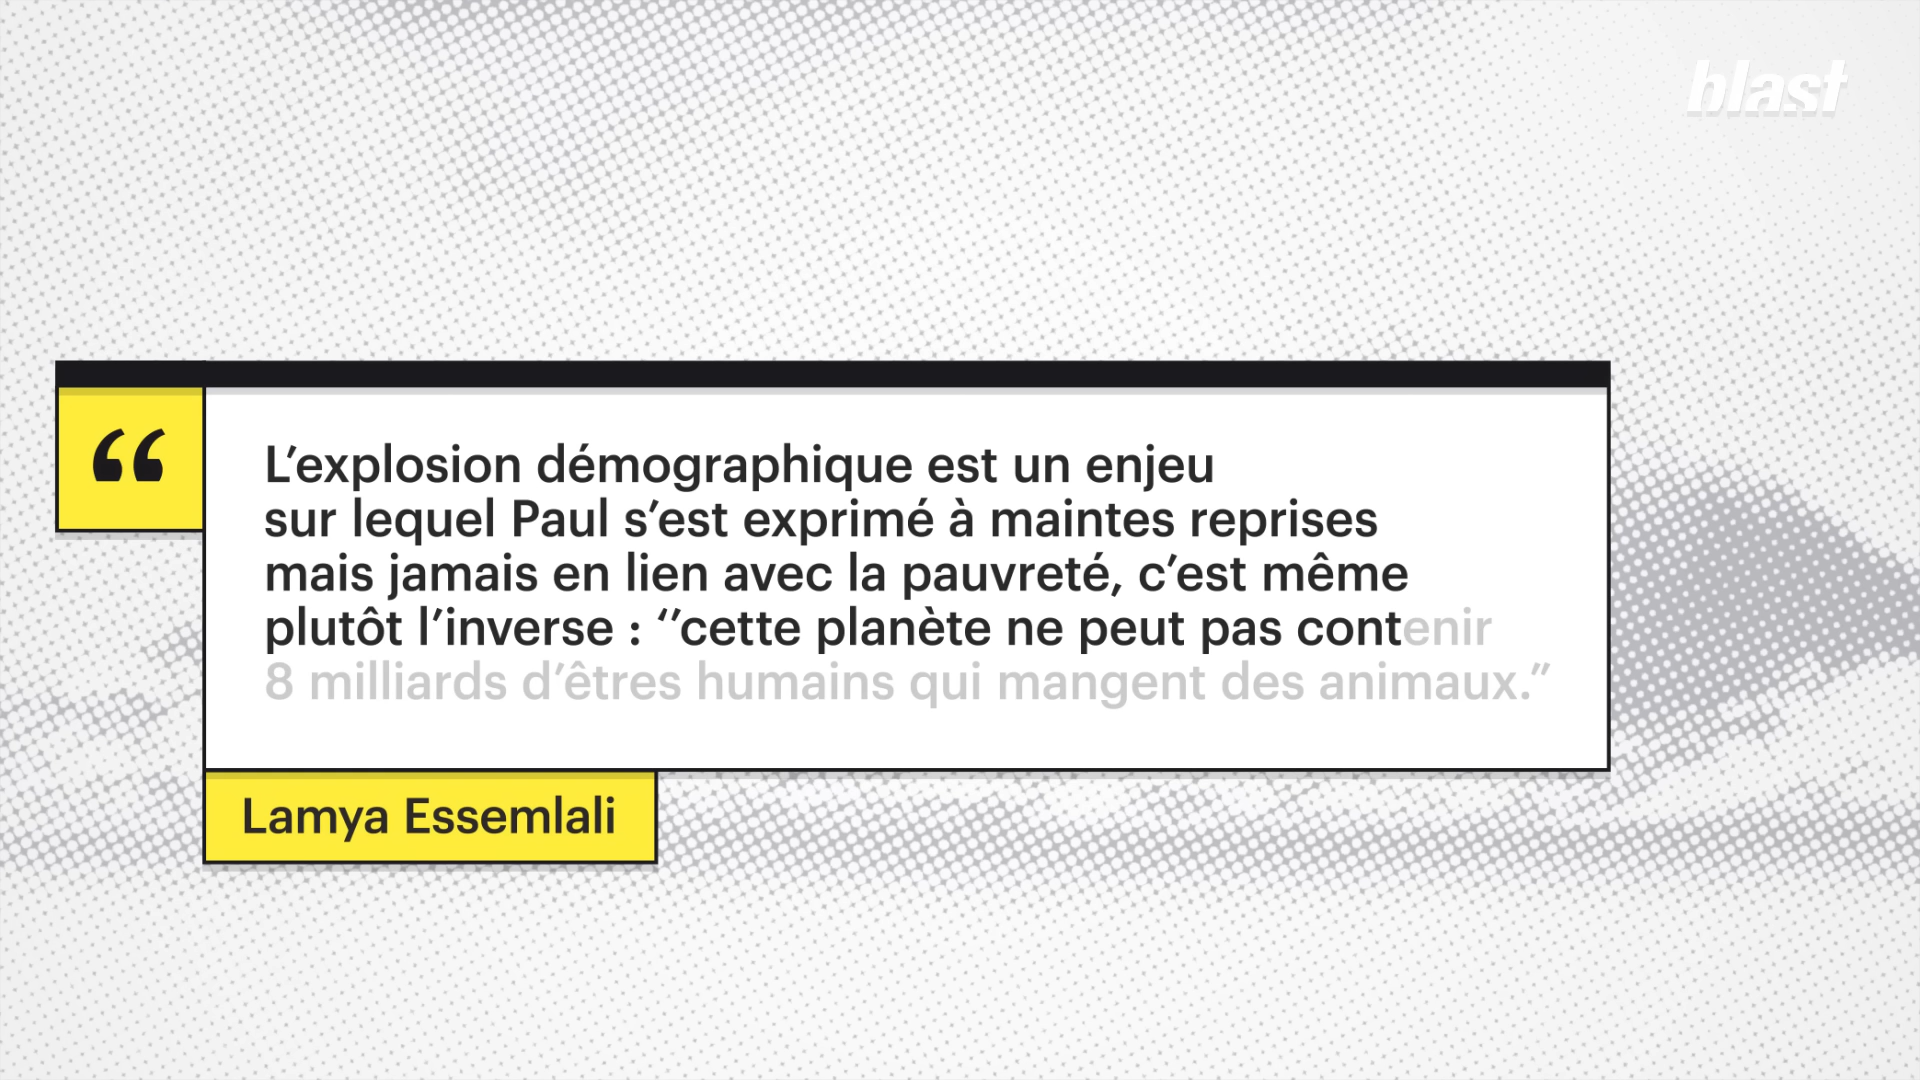 blast
“
L’explosion démographique est un enjeu
sur lequel Paul s’est exprimé à maintes reprises
mais jamais en lien avec la pauvreté, c’est même
plutôt l’inverse : ‘’cette planète ne peut pas contenir
8 milliards d’êtres humains qui mangent des animaux.”
Lamya Essemlali